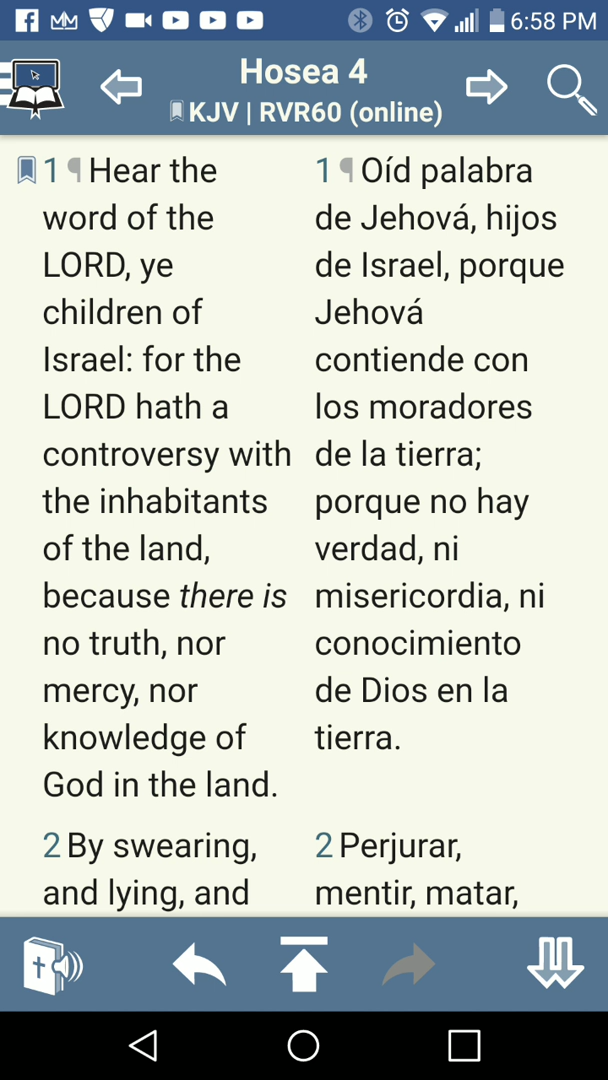 6:58 PM
Hosea 4
KJV | RVR60 (online)
1 ¶ Hear the
word of the
LORD, ye
children of
Israel: for the
LORD hath a
controversy with
the inhabitants
of the land,
because there is
no truth, nor
mercy, nor
knowledge of
God in the land.
2 By swearing,
and lying, and
1 ¶ Oíd palabra
de Jehová, hijos
de Israel, porque
Jehová
contiende con
los moradores
de la tierra;
porque no hay
verdad, ni
misericordia, ni
conocimiento
de Dios en la
tierra.
2 Perjurar,
mentir, matar,